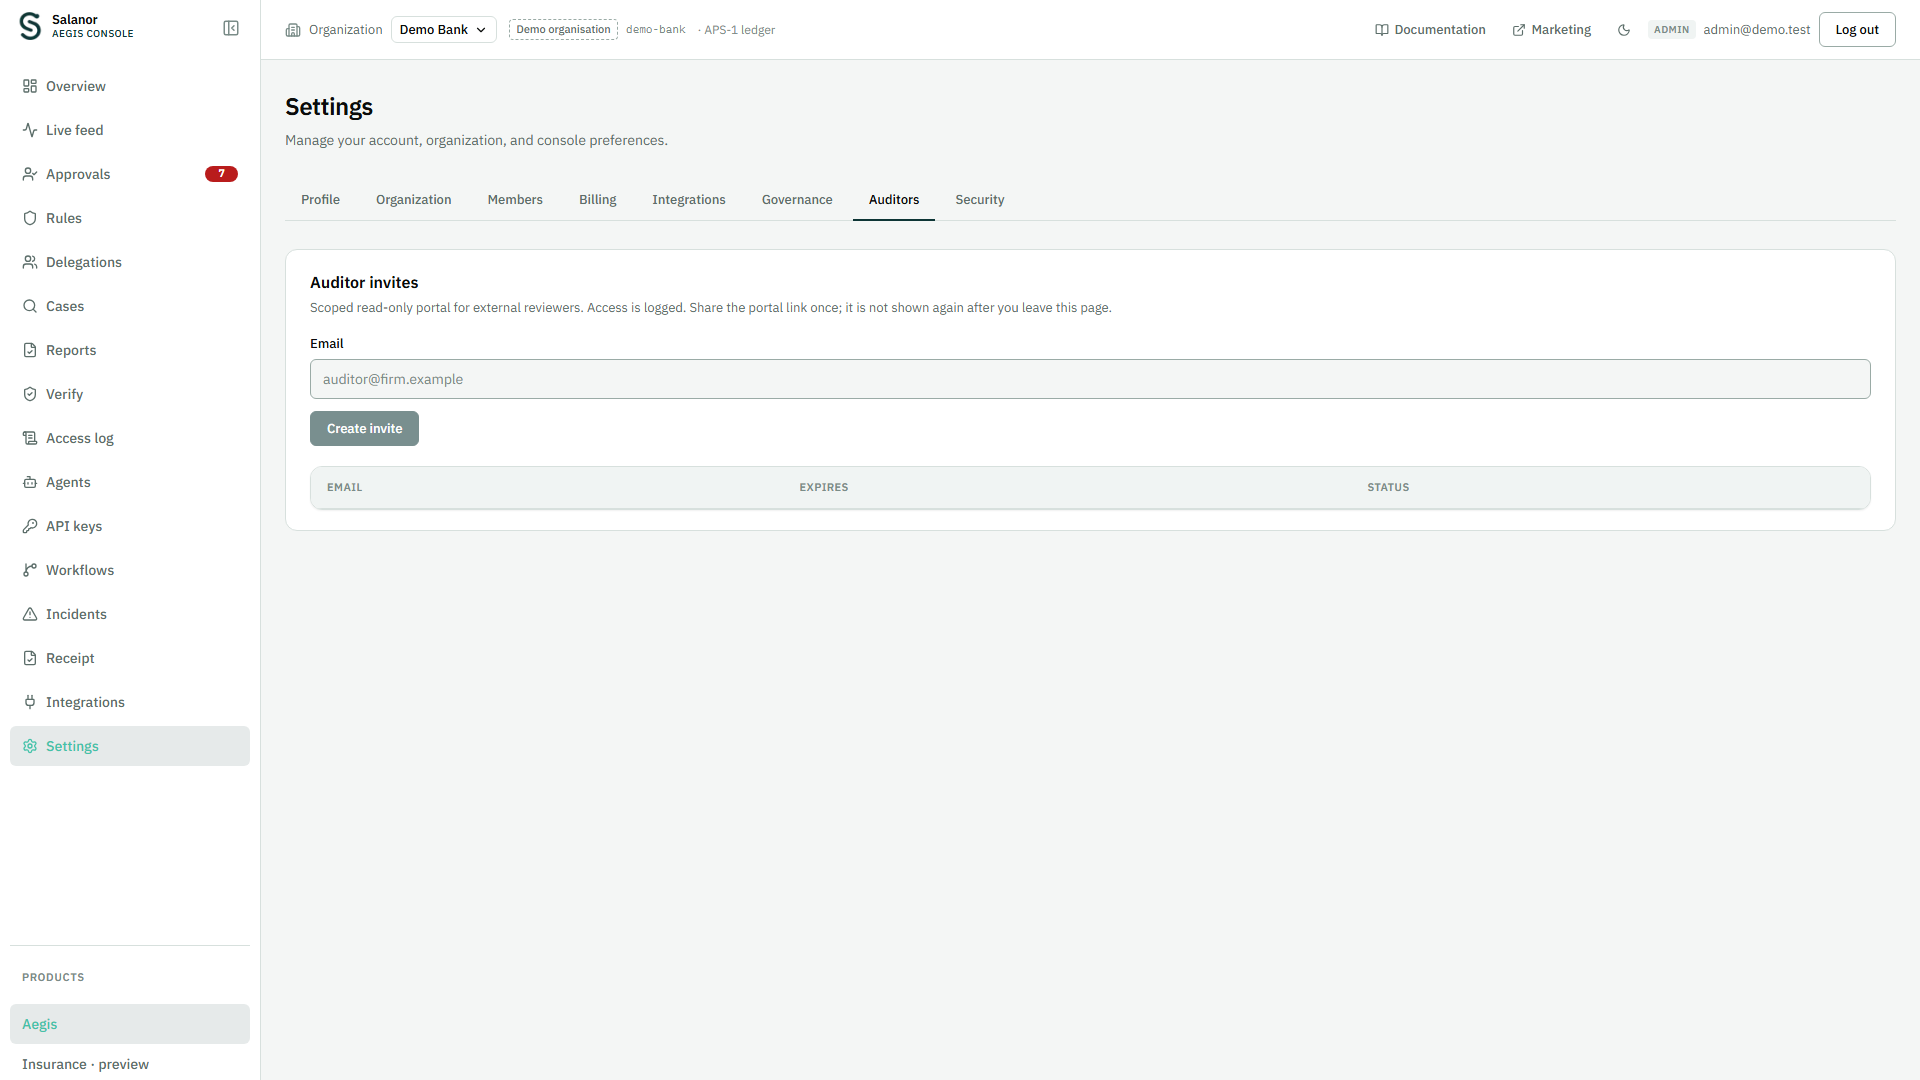 Salanor
AEGIS CONSOLE
Overview
Live feed
Approvals
7
Rules
Delegations
Cases
Reports
Verify
Access log
Agents
API keys
Workflows
Incidents
Receipt
Integrations
Settings
PRODUCTS
Aegis
Insurance · preview
Organization
Demo Bank
Demo organisation
demo-bank
· APS-1 ledger
Documentation
Marketing
ADMIN
admin@demo.test
Log out
Settings
Manage your account, organization, and console preferences.
Profile
Organization
Members
Billing
Integrations
Governance
Auditors
Security
Auditor invites
Scoped read-only portal for external reviewers. Access is logged. Share the portal link once; it is not shown again after you leave this page.
Email
auditor@firm.example
Create invite
EMAIL
EXPIRES
STATUS